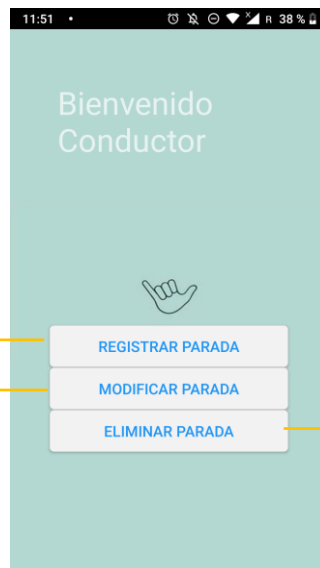 11:51
R 38 %
Bienvenido
Conductor
REGISTRAR PARADA
MODIFICAR PARADA
ELIMINAR PARADA